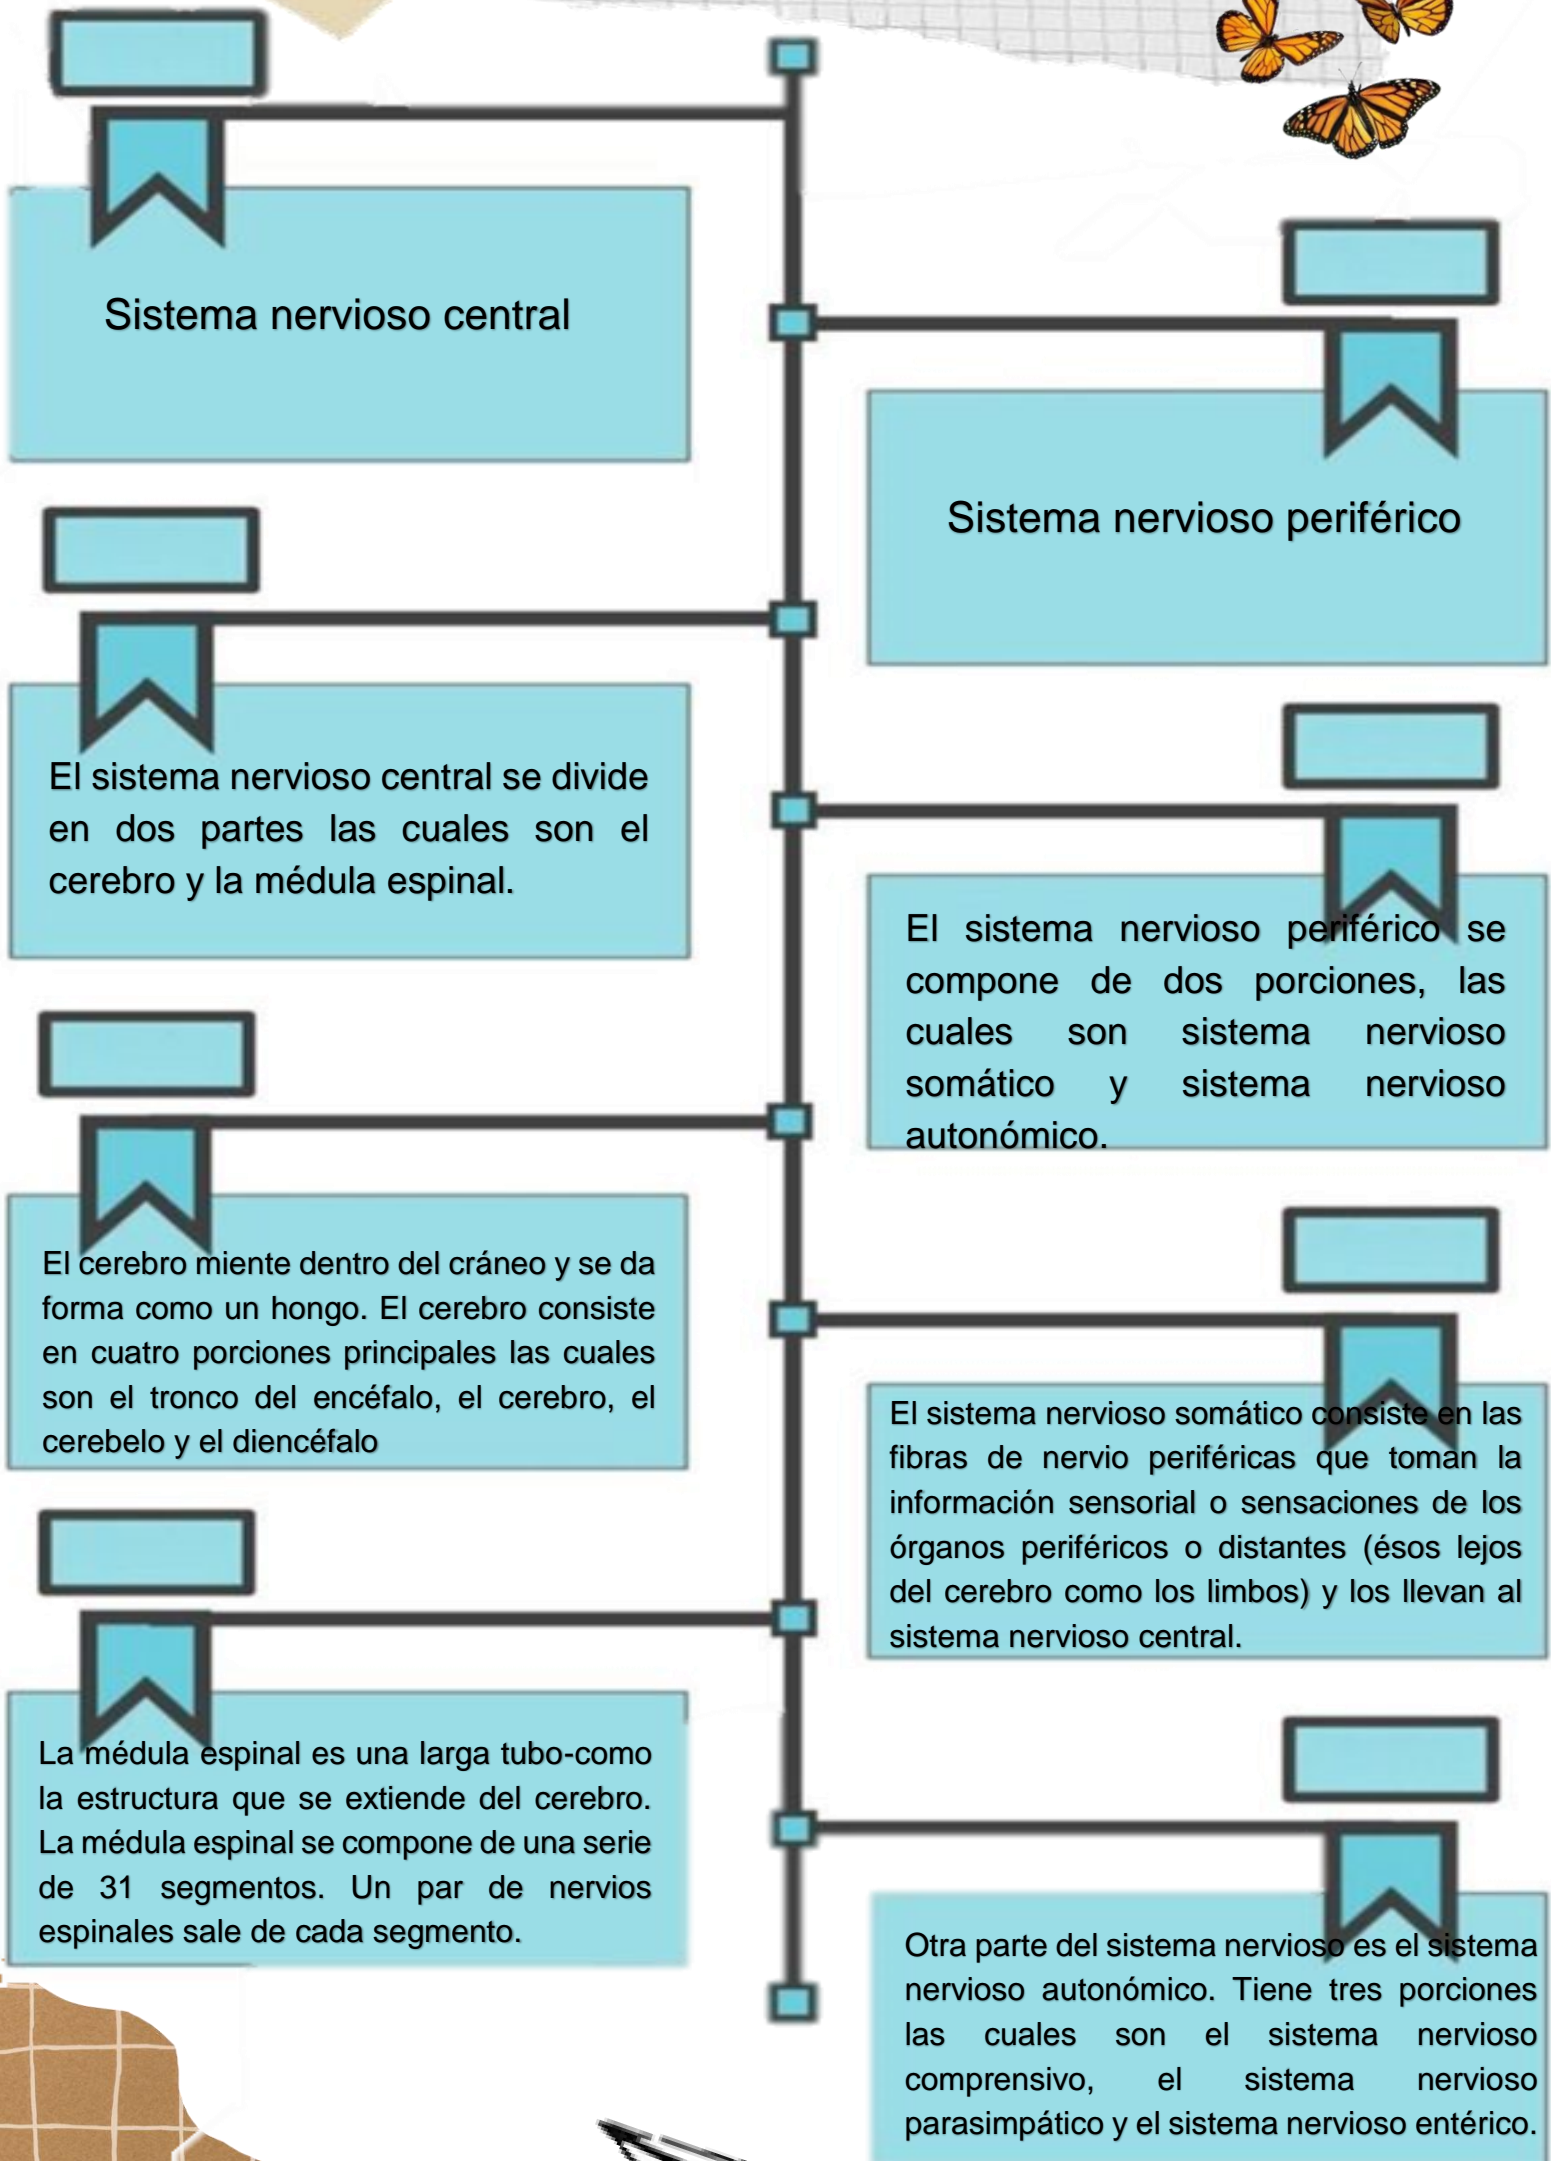 Sistema nervioso central
Sistema nervioso periférico
El sistema nervioso central se divide
en dos partes las cuales son el
cerebro y la médula espinal.
El sistema nervioso periférico se
compone de dos porciones, las
cuales son sistema nervioso
somático y sistema nervioso
autonómico.
El cerebro miente dentro del cráneo y se da
forma como un hongo. El cerebro consiste
en cuatro porciones principales las cuales
son el tronco del encéfalo, el cerebro, el
cerebelo y el diencéfalo
El sistema nervioso somático consiste en las
fibras de nervio periféricas que toman la
información sensorial o sensaciones de los
órganos periféricos o distantes (ésos lejos
del cerebro como los limbos) y los llevan al
sistema nervioso central.
La médula espinal es una larga tubo-como
la estructura que se extiende del cerebro.
La médula espinal se compone de una serie
de 31 segmentos. Un par de nervios
espinales sale de cada segmento.
Otra parte del sistema nervioso es el sistema
nervioso autonómico. Tiene tres porciones
las cuales son el sistema nervioso
comprensivo, el sistema nervioso
parasimpático y el sistema nervioso entérico.